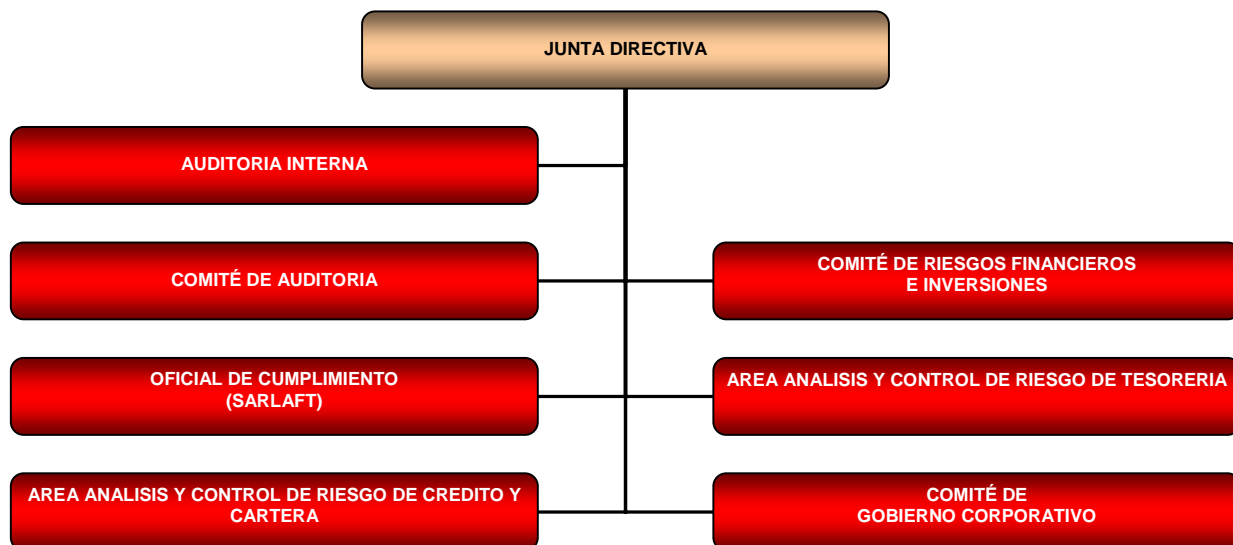 JUNTA DIRECTIVA
AUDITORIA INTERNA
COMITÉ DE AUDITORIA
COMITÉ DE RIESGOS FINANCIEROS
E INVERSIONES
OFICIAL DE CUMPLIMIENTO
(SARLAFT)
AREA ANALISIS Y CONTROL DE RIESGO DE TESORERIA
AREA ANALISIS Y CONTROL DE RIESGO DE CREDITO Y
CARTERA
COMITÉ DE
GOBIERNO CORPORATIVO